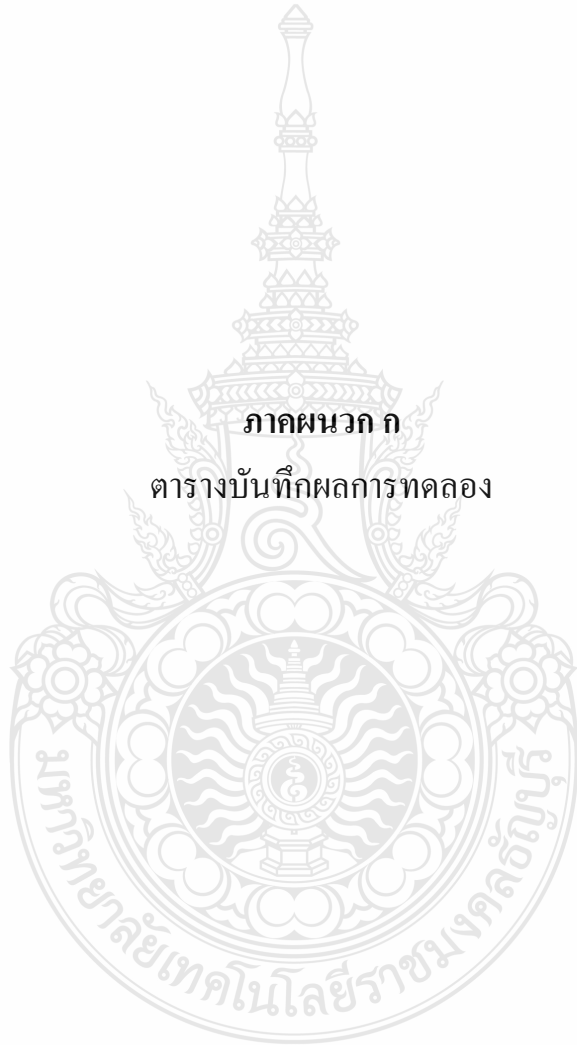 ภาคผนวก ก
ตารางบันทึกผลการทดลอง
มหาวิทยาลัยเทคโนโลยีราชมงคลธัญบุรี